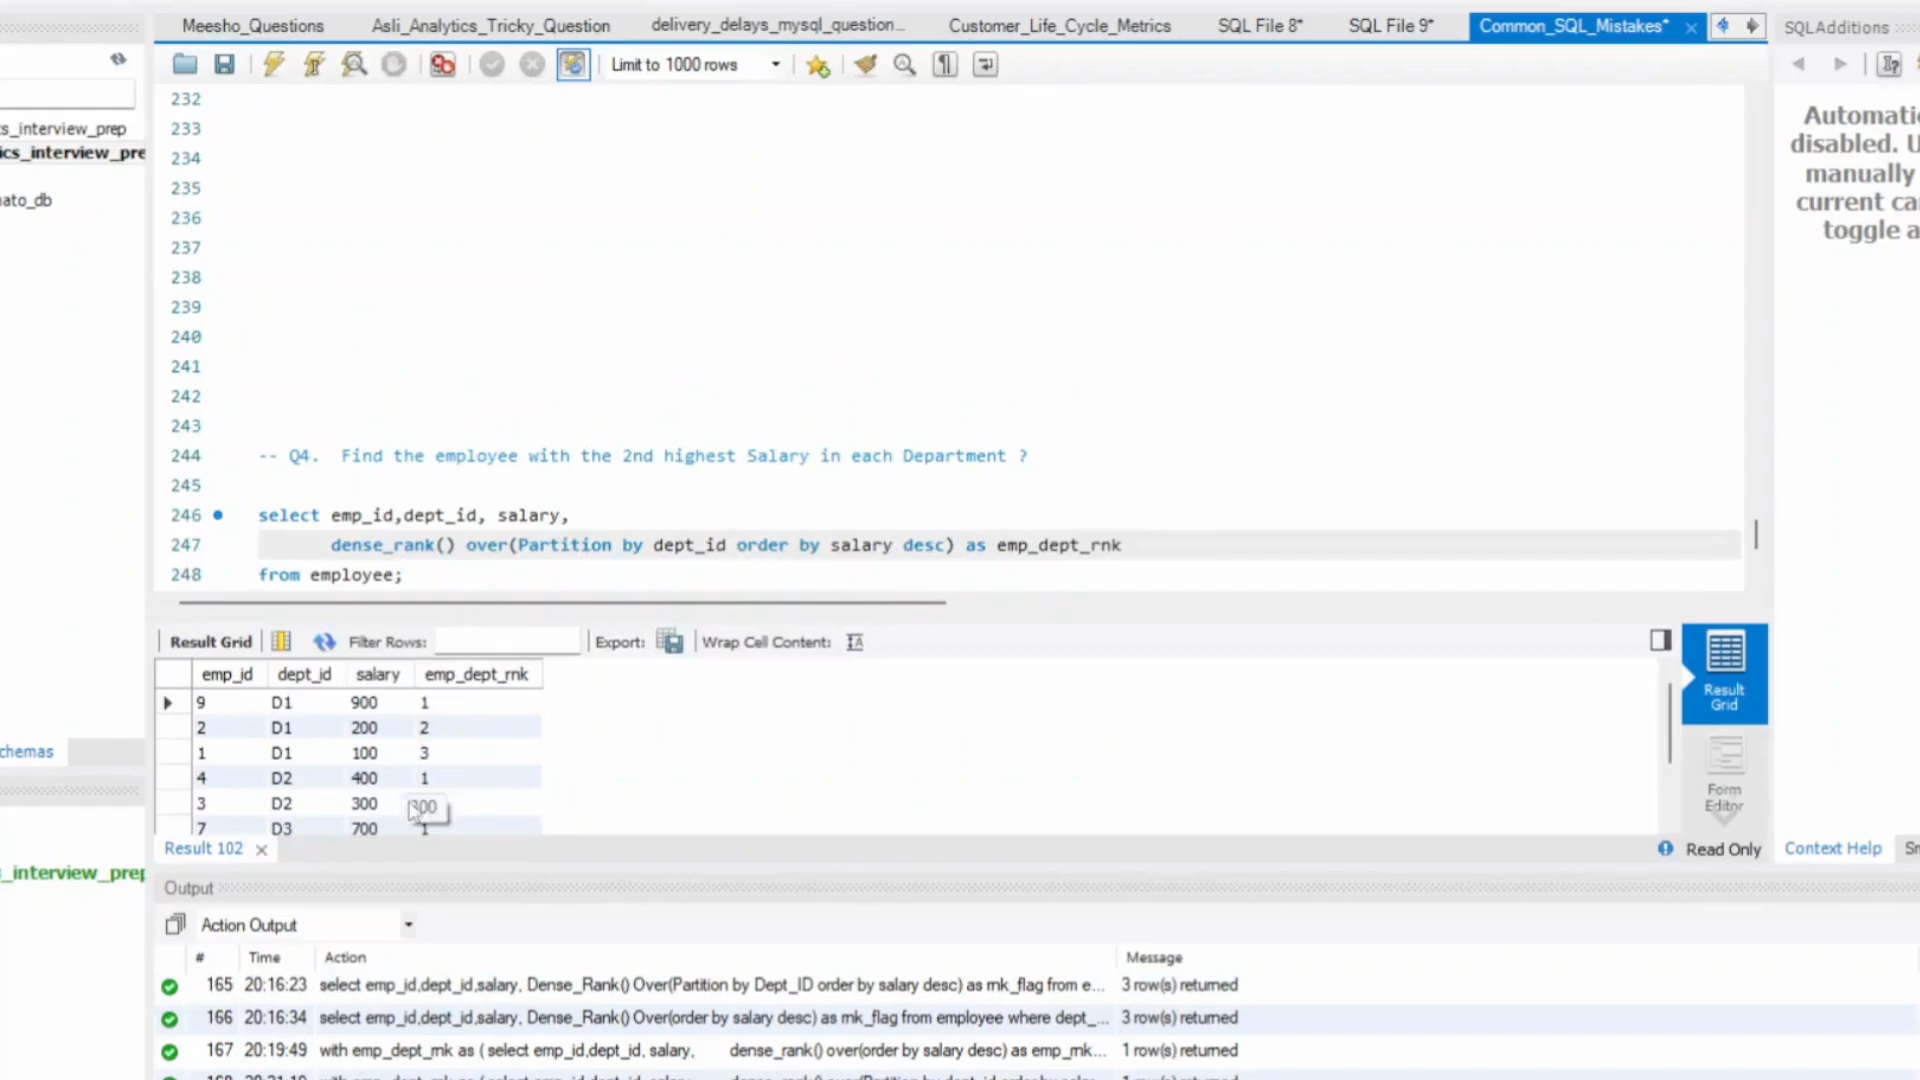 Meesho_Questions Asli_Analytics_Tricky_Question delivery_delays_mysql_question... Customer_Life_Cycle_Metrics SQL File 8* SQL File 9* Common_SQL_Mistakes* SQLAdditions
Limit to 1000 rows
232
233
234
235
236
237
238
239
240
241
242
243
244 -- Q4. Find the employee with the 2nd highest Salary in each Department ?
245
246 select emp_id,dept_id, salary,
247 dense_rank() over(Partition by dept_id order by salary desc) as emp_dept_rnk
248 from employee;
s_interview_prep
ics_interview_pre
ato_db
chemas
_interview_prep
Automati
disabled. U
manually
current ca
toggle a
Result Grid Filter Rows: Export: Wrap Cell Content:
emp_id dept_id salary emp_dept_rnk
9 D1 900 1
2 D1 200 2
1 D1 100 3
4 D2 400 1
3 D2 300 300
7 D3 700 1
Result
Grid
Form
Editor
Result 102 Read Only Context Help Sn
Output
Action Output
# Time Action Message
165 20:16:23 select emp_id,dept_id,salary, Dense_Rank() Over(Partition by Dept_ID order by salary desc) as rnk_flag from e... 3 row(s) returned
166 20:16:34 select emp_id,dept_id,salary, Dense_Rank() Over(order by salary desc) as rnk_flag from employee where dept_... 3 row(s) returned
167 20:19:49 with emp_dept_rnk as ( select emp_id,dept_id, salary, dense_rank() over(order by salary desc) as emp_rnk... 1 row(s) returned